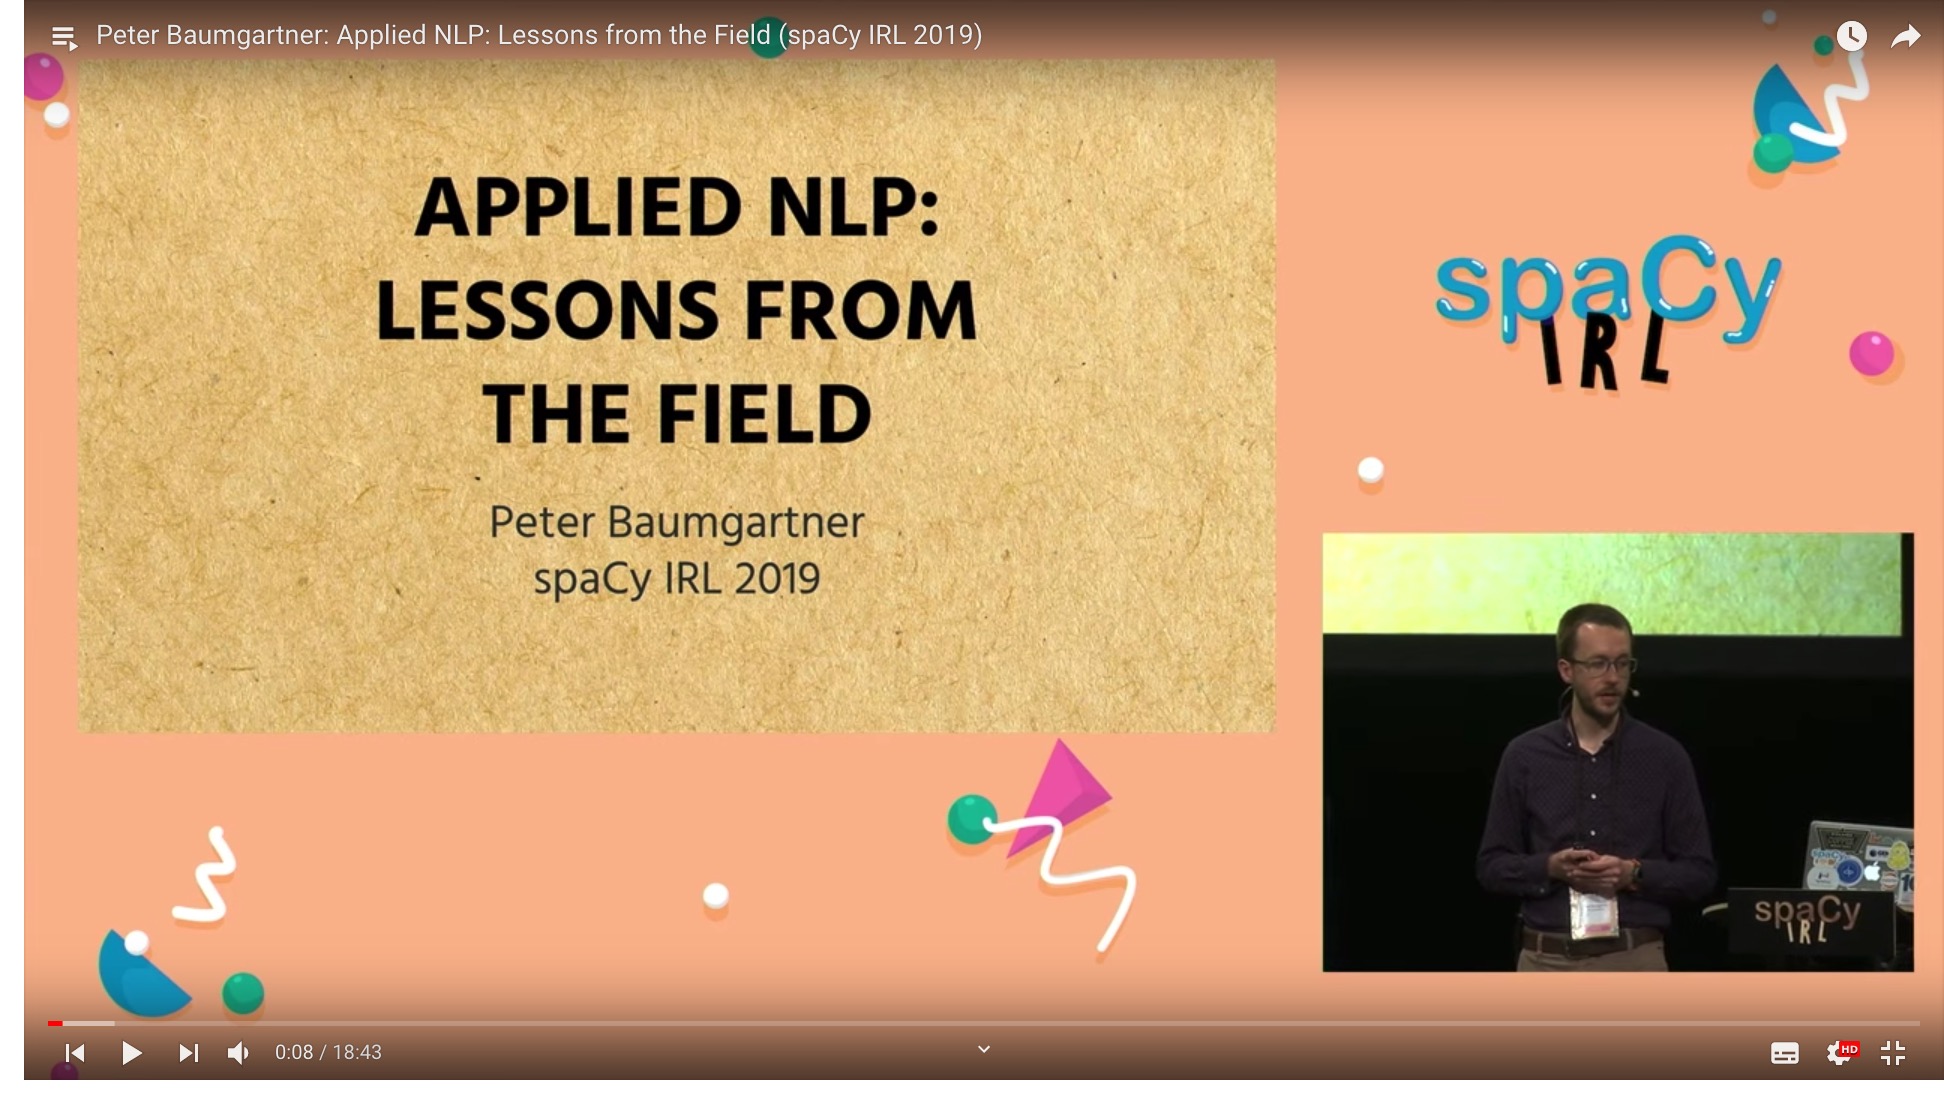 Peter Baumgartner: Applied NLP: Lessons from the Field (spaCy IRL 2019)
APPLIED NLP:
LESSONS FROM
THE FIELD
Peter Baumgartner
spaCy IRL 2019
spaCy
IRL
spaCy
IRL
0:08 / 18:43
HD